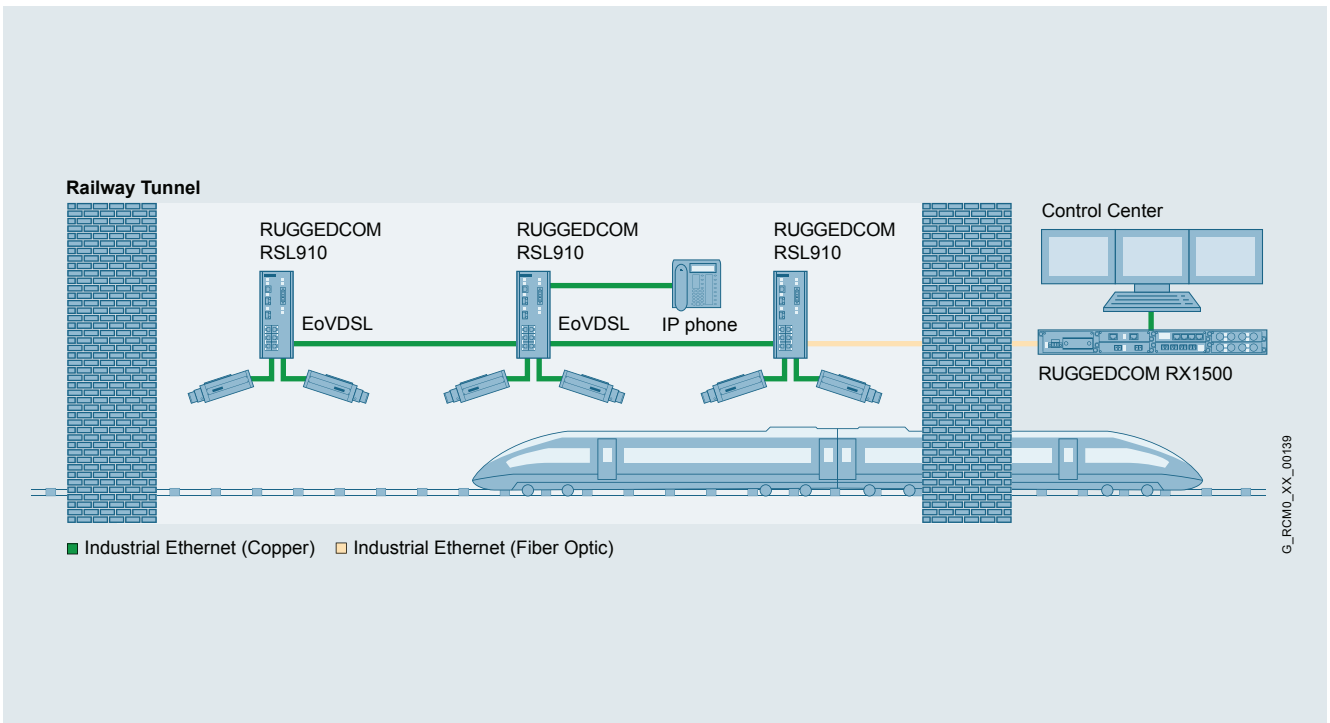 Railway Tunnel
RUGGEDCOM
RSL910
RUGGEDCOM
RSL910
RUGGEDCOM
RSL910
Control Center
EoVDSL
EoVDSL
IP phone
RUGGEDCOM RX1500
Industrial Ethernet (Copper)
Industrial Ethernet (Fiber Optic)
G_RCM0_XX_00139